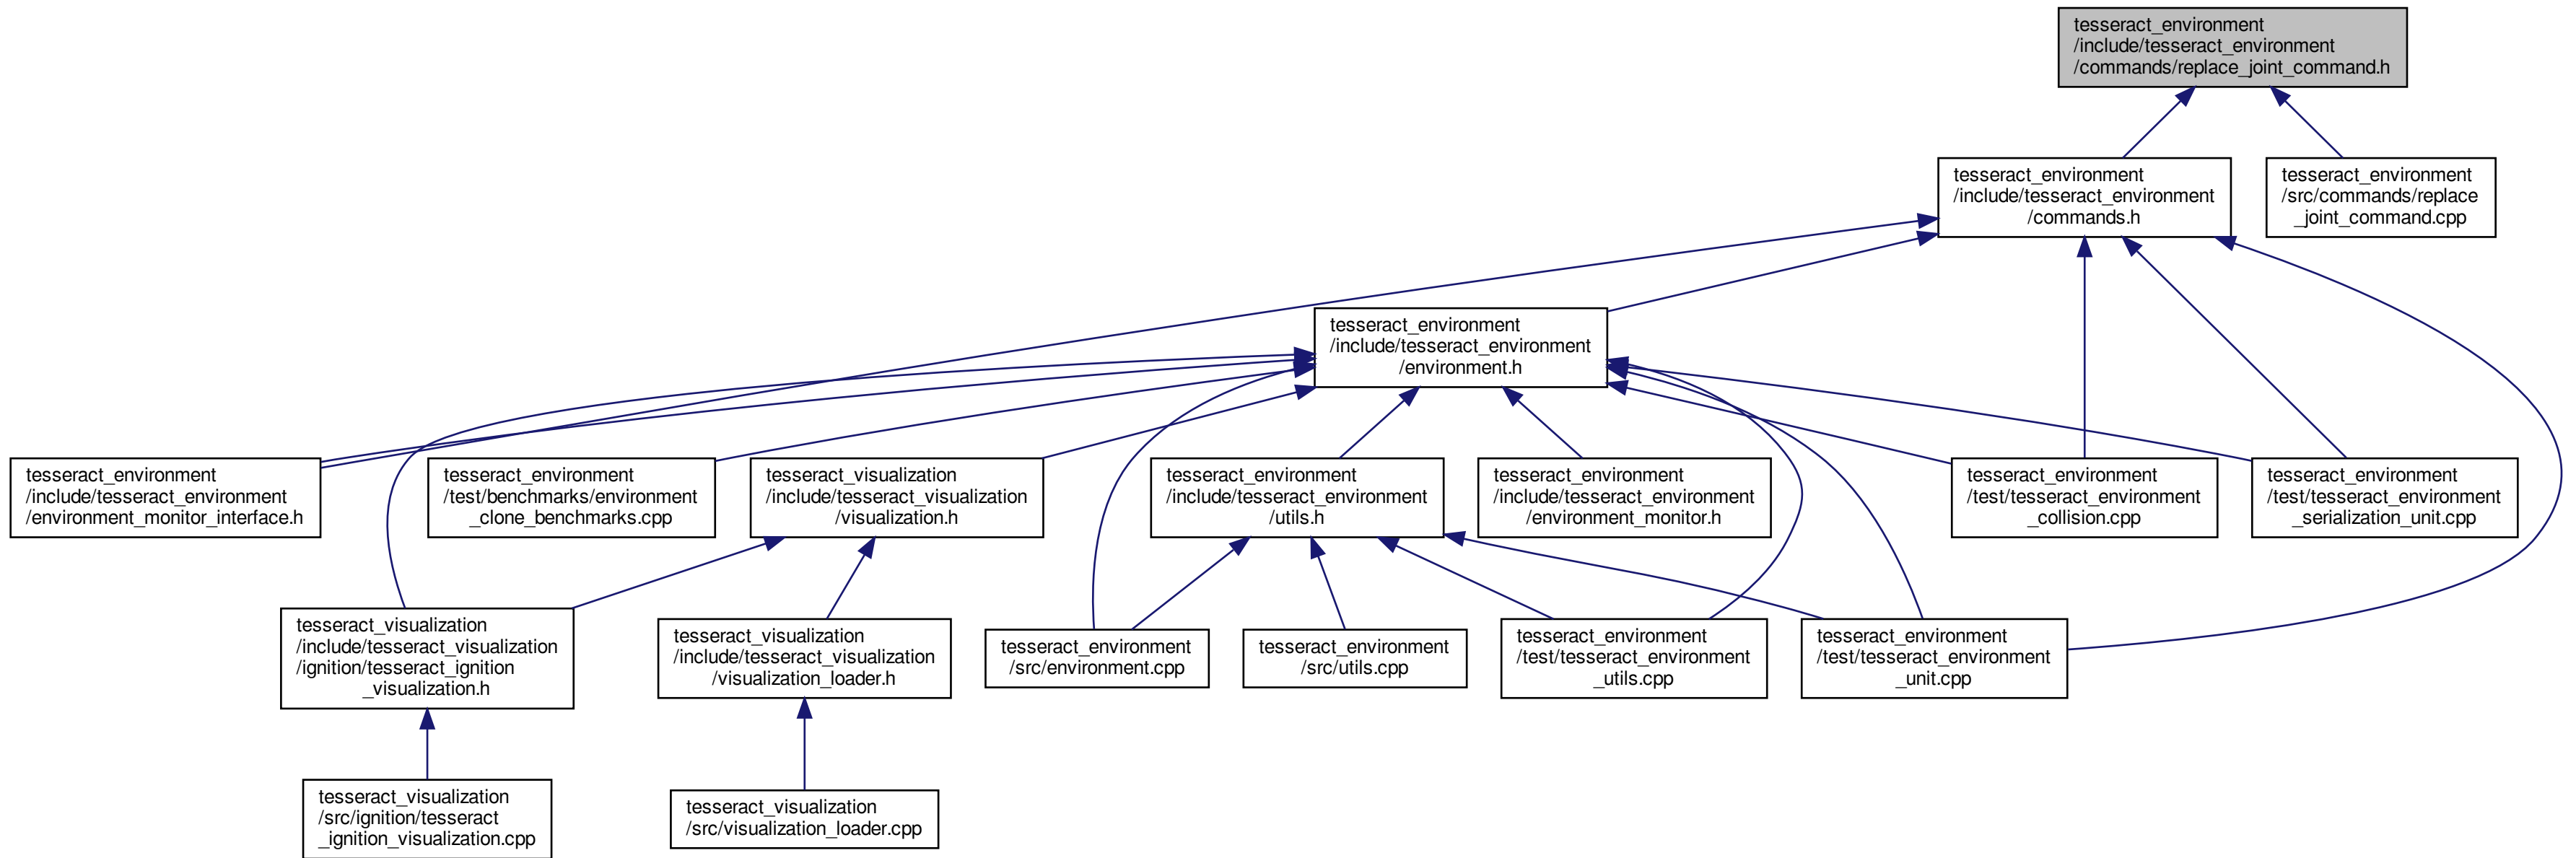 tesseract_environment
/include/tesseract_environment
/commands/replace_joint_command.h
tesseract_environment
/include/tesseract_environment
/commands.h
tesseract_environment
/src/commands/replace
_joint_command.cpp
tesseract_environment
/include/tesseract_environment
/environment.h
tesseract_environment
/include/tesseract_environment
/environment_monitor_interface.h
tesseract_environment
/test/benchmarks/environment
_clone_benchmarks.cpp
tesseract_visualization
/include/tesseract_visualization
/visualization.h
tesseract_environment
/include/tesseract_environment
/utils.h
tesseract_environment
/include/tesseract_environment
/environment_monitor.h
tesseract_environment
/test/tesseract_environment
_collision.cpp
tesseract_environment
/test/tesseract_environment
_serialization_unit.cpp
tesseract_visualization
/include/tesseract_visualization
/ignition/tesseract_ignition
_visualization.h
tesseract_visualization
/include/tesseract_visualization
/visualization_loader.h
tesseract_environment
/src/environment.cpp
tesseract_environment
/src/utils.cpp
tesseract_environment
/test/tesseract_environment
_utils.cpp
tesseract_environment
/test/tesseract_environment
_unit.cpp
tesseract_visualization
/src/ignition/tesseract
_ignition_visualization.cpp
tesseract_visualization
/src/visualization_loader.cpp